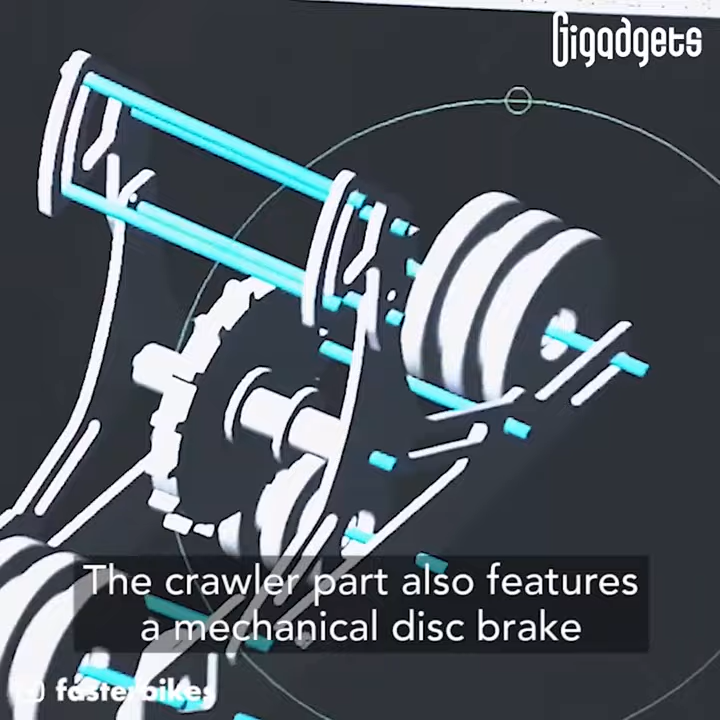 Gigadgets
The crawler part also features
a mechanical disc brake
fasterbikes